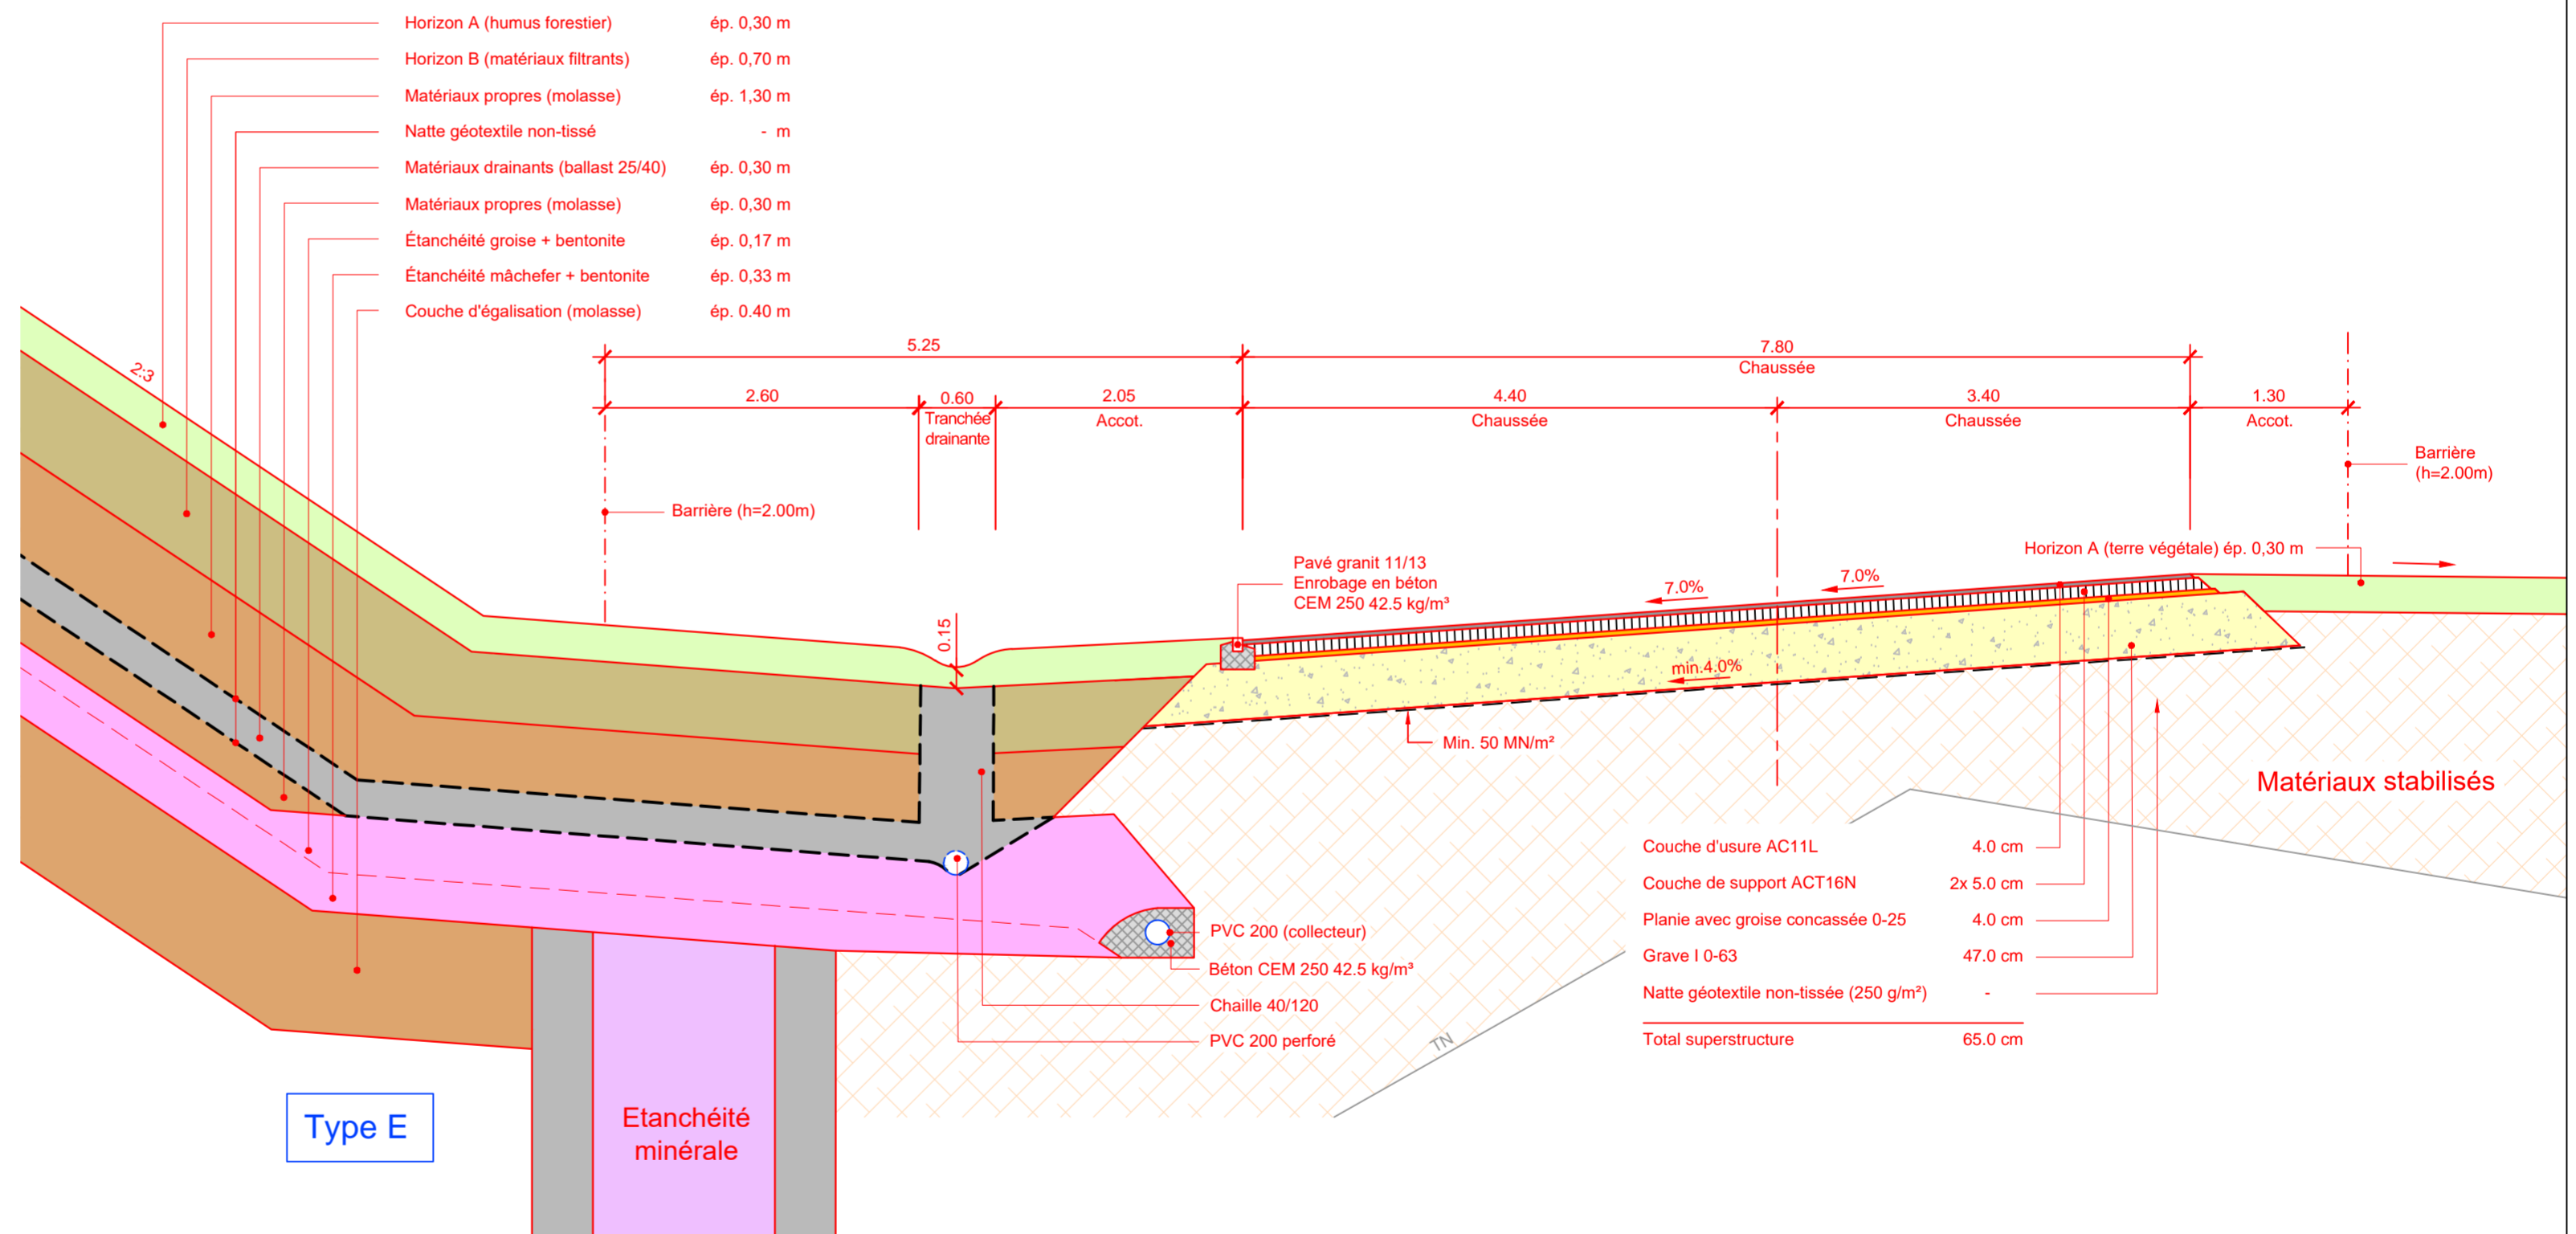 Horizon A (humus forestier) ép. 0,30 m
Horizon B (matériaux filtrants) ép. 0,70 m
Matériaux propres (molasse) ép. 1,30 m
Natte géotextile non-tissé - m
Matériaux drainants (ballast 25/40) ép. 0,30 m
Matériaux propres (molasse) ép. 0,30 m
Étanchéité groise + bentonite ép. 0,17 m
Étanchéité mâchefer + bentonite ép. 0,33 m
Couche d'égalisation (molasse) ép. 0.40 m
2:3
5.25
7.80
Chaussée
2.60
0.60
Tranchée
drainante
2.05
Accot.
4.40
Chaussée
3.40
Chaussée
1.30
Accot.
Barrière
(h=2.00m)
Barrière (h=2.00m)
Horizon A (terre végétale) ép. 0,30 m
Pavé granit 11/13
Enrobage en béton
CEM 250 42.5 kg/m³
7.0%
7.0%
0.15
min.4.0%
Min. 50 MN/m²
Matériaux stabilisés
Couche d'usure AC11L 4.0 cm
Couche de support ACT16N 2x 5.0 cm
Planie avec groise concassée 0-25 4.0 cm
Grave I 0-63 47.0 cm
Natte géotextile non-tissée (250 g/m²) -
Total superstructure 65.0 cm
PVC 200 (collecteur)
Béton CEM 250 42.5 kg/m³
Chaille 40/120
PVC 200 perforé
TN
Type E
Etanchéité
minérale